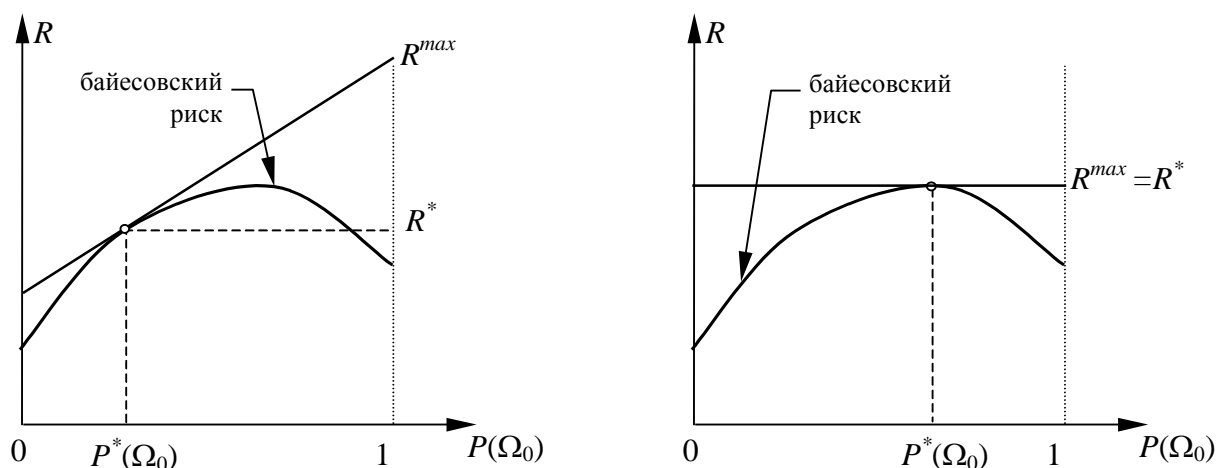 R
R^max
байесовский
риск
R^*
0
P^*(Ω₀)
1
P(Ω₀)
R
байесовский
риск
R^max =R^*
0
P^*(Ω₀)
1
P(Ω₀)